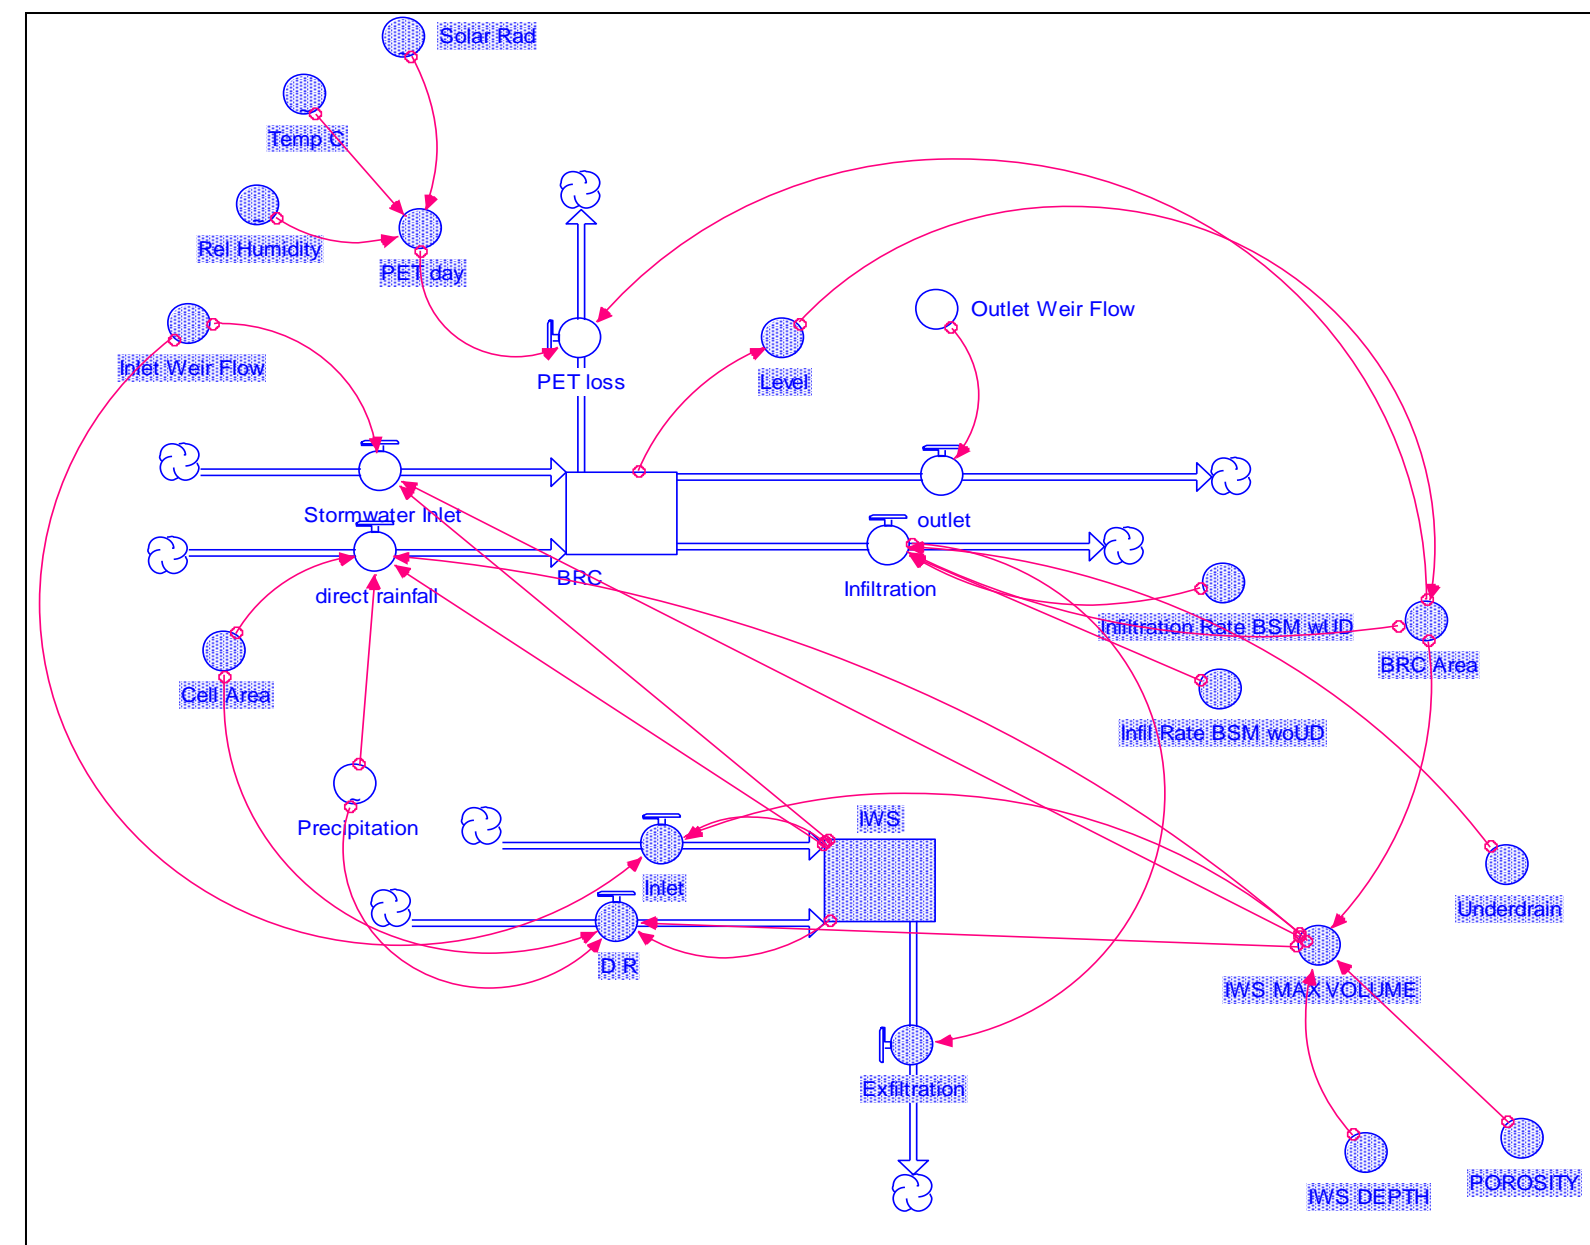 Solar Rad
Temp C
Rel Humidity
PET day
Outlet Weir Flow
Inlet Weir Flow
PET loss
Level
Stormwater Inlet
outlet
BRC
direct rainfall
Infiltration
Infiltration Rate BSM wUD
BRC Area
Cell Area
Infil Rate BSM woUD
Precipitation
IWS
Inlet
Underdrain
D R
IWS MAX VOLUME
Exfiltration
POROSITY
IWS DEPTH